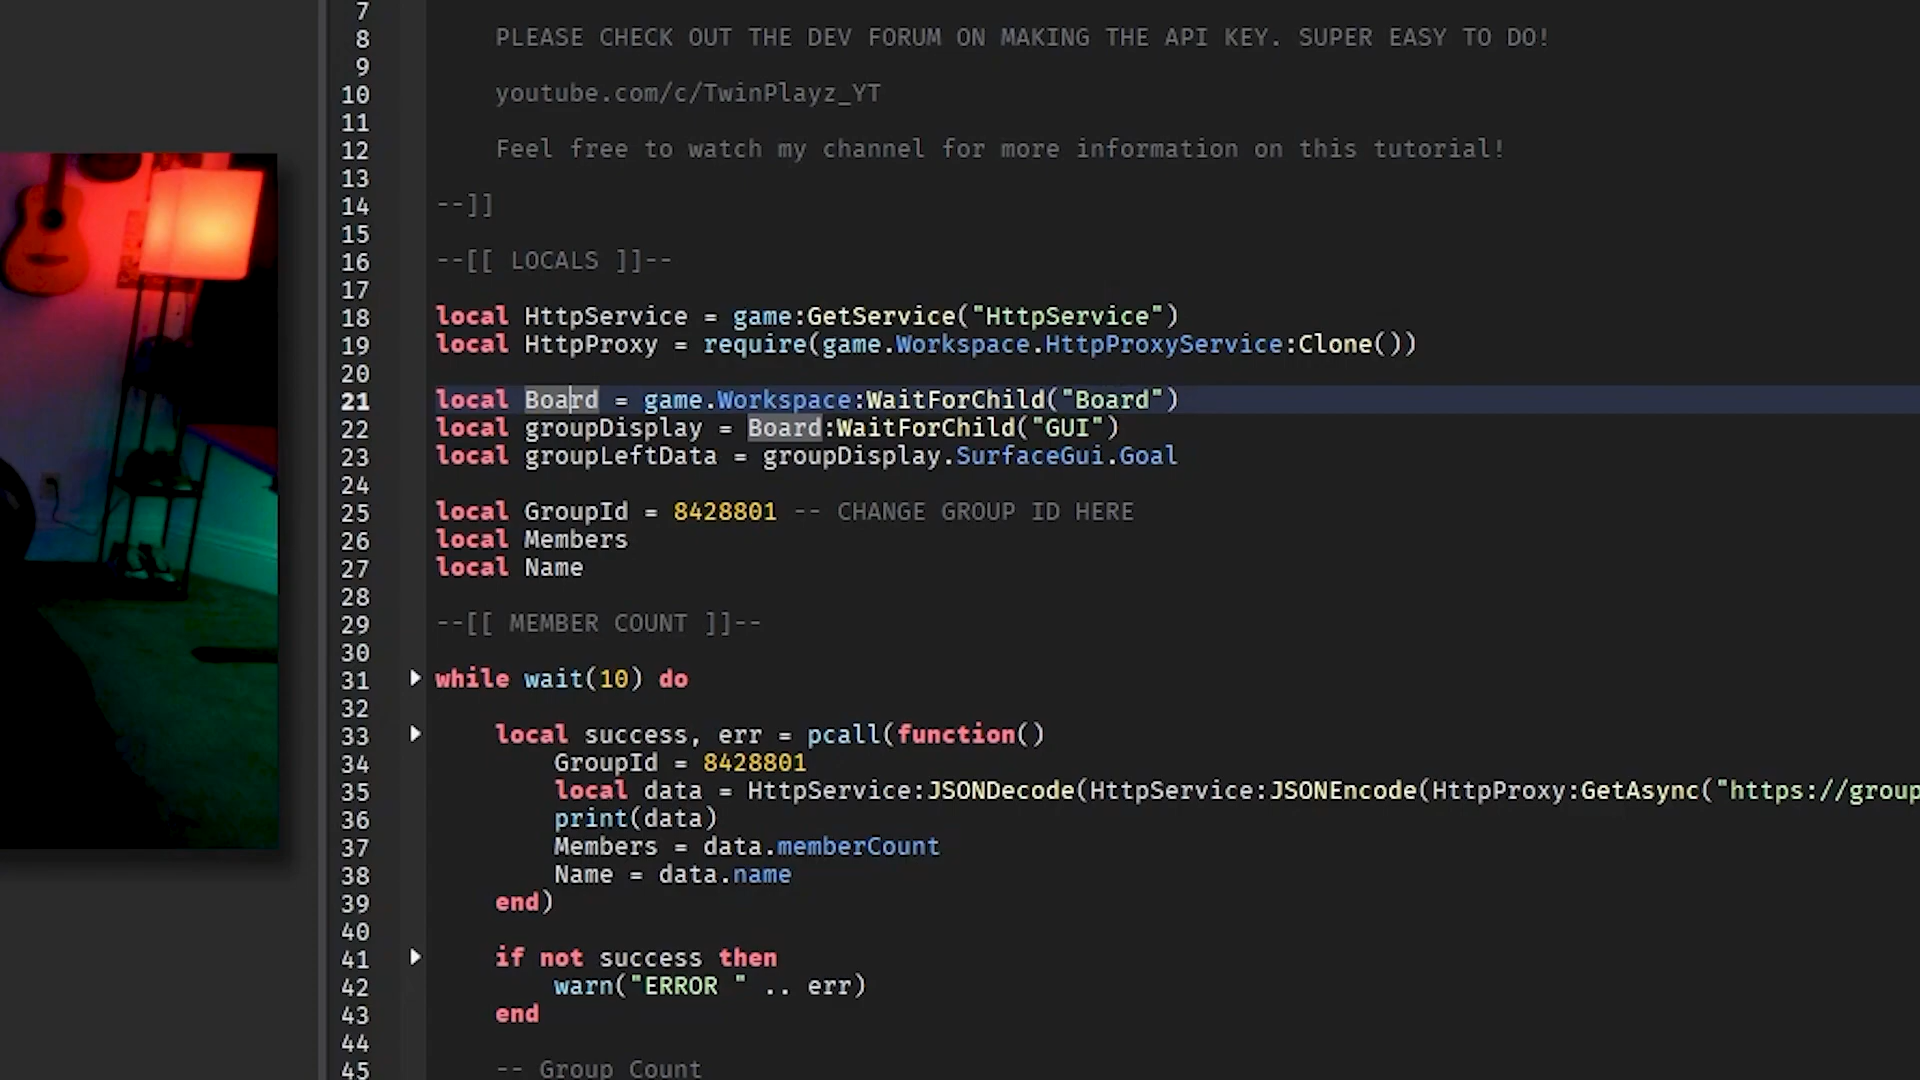 7
8 PLEASE CHECK OUT THE DEV FORUM ON MAKING THE API KEY. SUPER EASY TO DO!
9
10 youtube.com/c/TwinPlayz_YT
11
12 Feel free to watch my channel for more information on this tutorial!
13
14 --]]
15
16 --[[ LOCALS ]]--
17
18 local HttpService = game:GetService("HttpService")
19 local HttpProxy = require(game.Workspace.HttpProxyService:Clone())
20
21 local Board = game.Workspace:WaitForChild("Board")
22 local groupDisplay = Board:WaitForChild("GUI")
23 local groupLeftData = groupDisplay.SurfaceGui.Goal
24
25 local GroupId = 8428801 -- CHANGE GROUP ID HERE
26 local Members
27 local Name
28
29 --[[ MEMBER COUNT ]]--
30
31 while wait(10) do
32
33 local success, err = pcall(function()
34 GroupId = 8428801
35 local data = HttpService:JSONDecode(HttpService:JSONEncode(HttpProxy:GetAsync("https://group
36 print(data)
37 Members = data.memberCount
38 Name = data.name
39 end)
40
41 if not success then
42 warn("ERROR " .. err)
43 end
44
45 -- Group Count